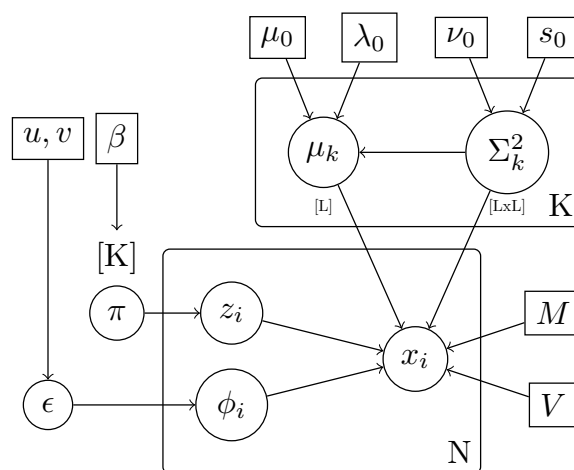 μ₀ λ₀ ν₀ s₀
u, v β μₖ Σ²ₖ
[L] [LxL] K
[K]
π zᵢ M
xᵢ
ϵ ϕᵢ V
N